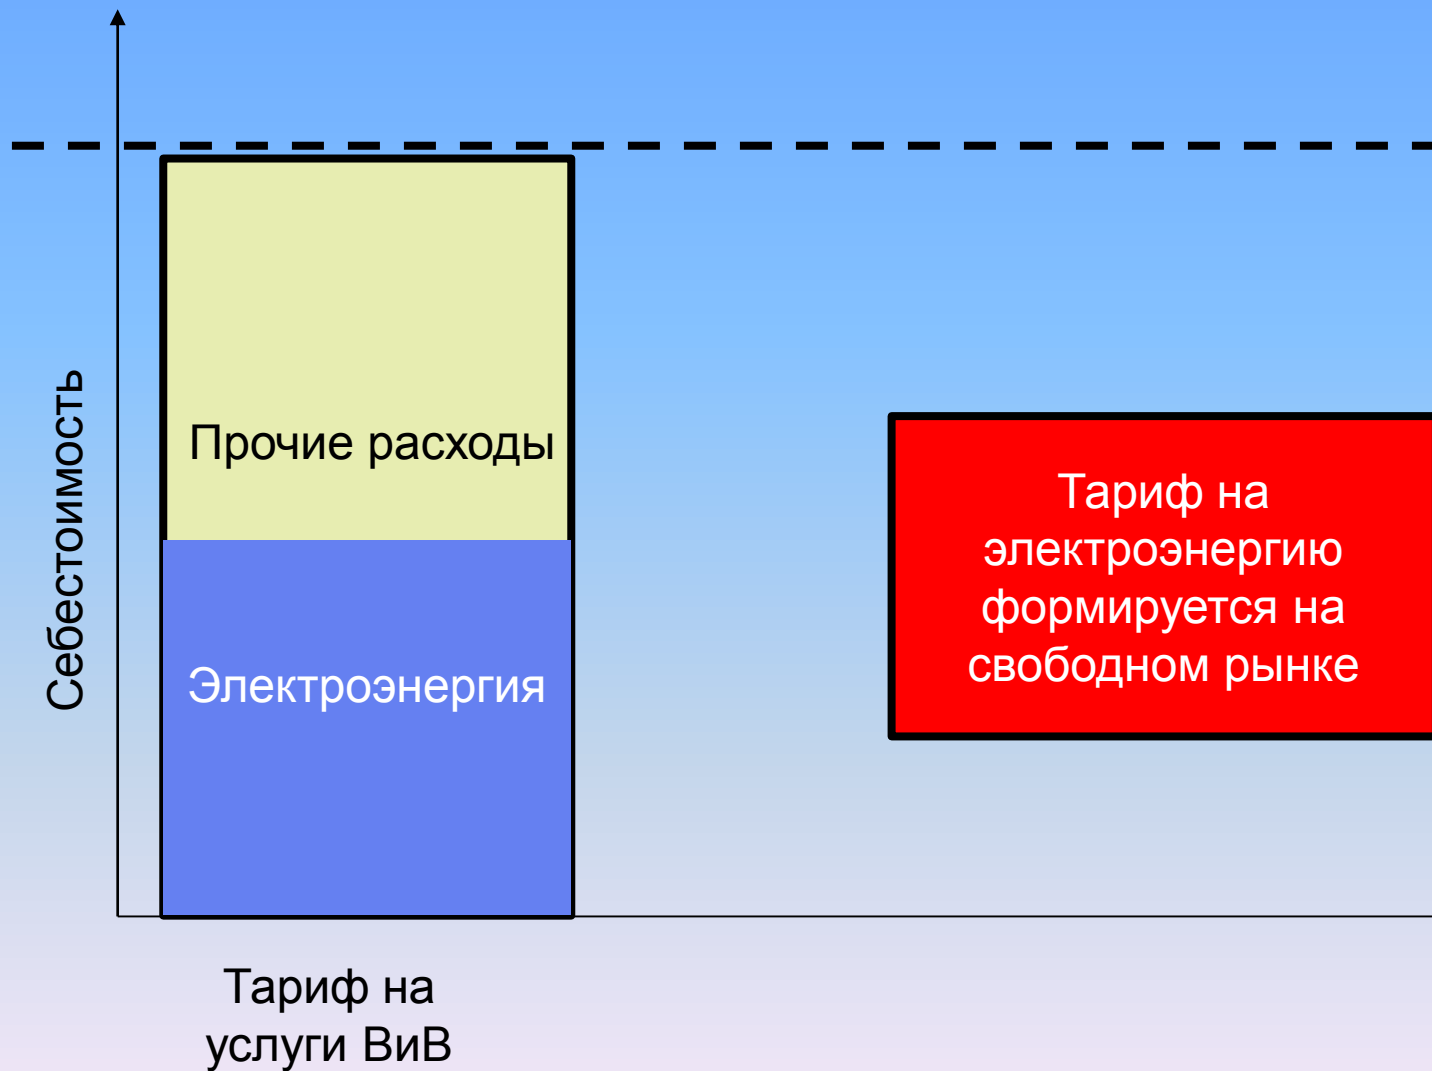 Себестоимость
Прочие расходы
Электроэнергия
Тариф на
электроэнергию
формируется на
свободном рынке
Тариф на
услуги ВиВ